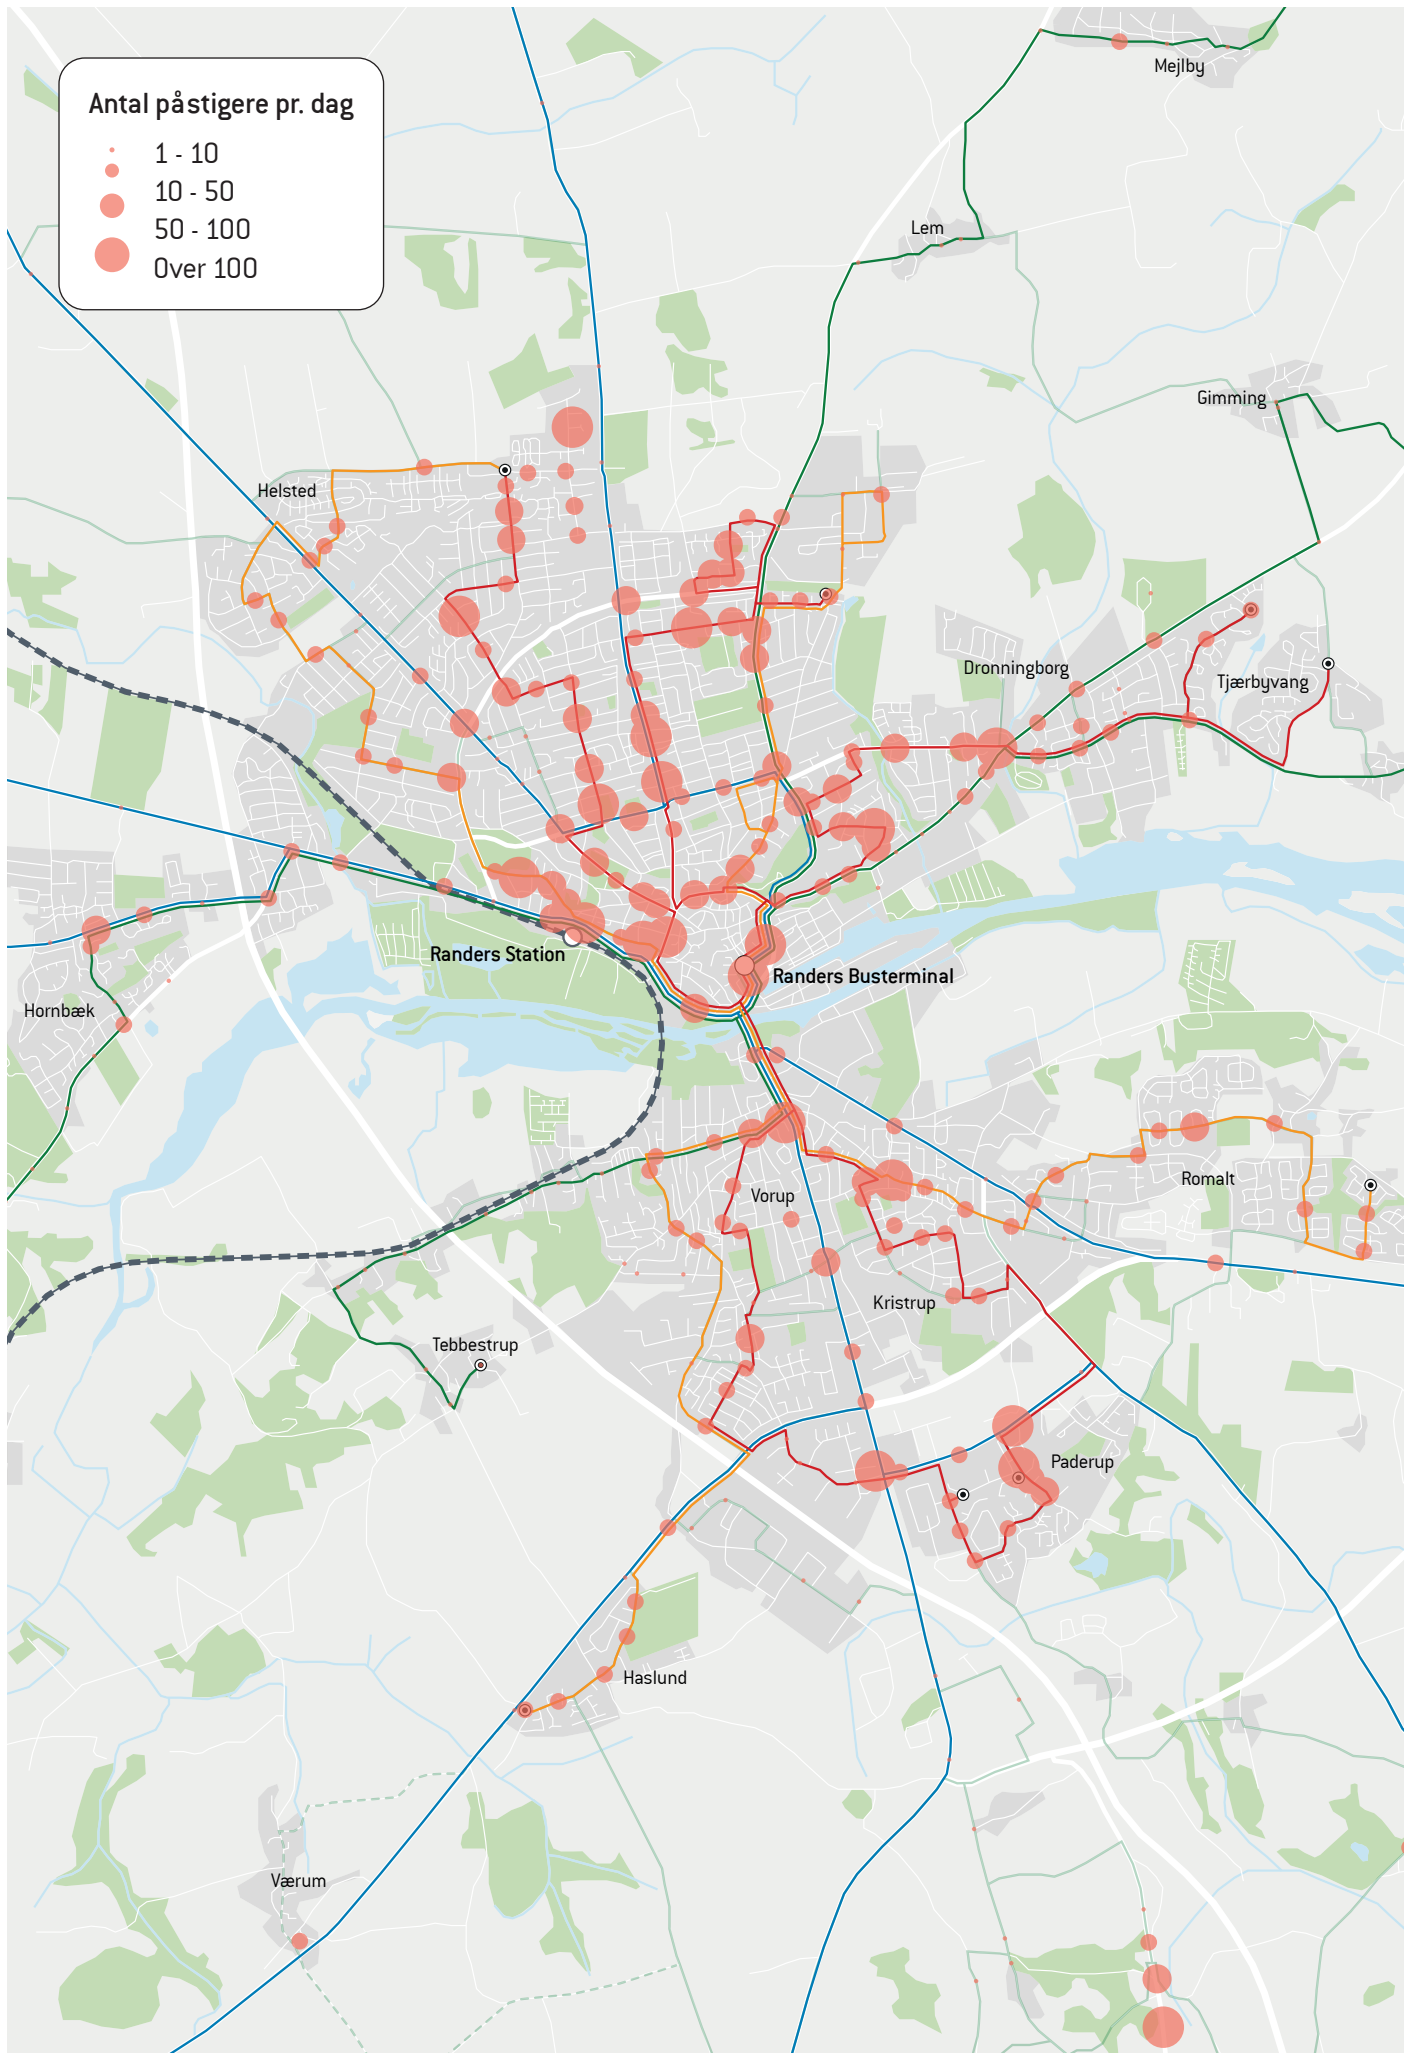 Antal påstigere pr. dag
1 - 10
10 - 50
50 - 100
Over 100
Mejlby
Lem
Gimming
Helsted
Dronningborg
Tjærbyvang
Randers Station
Randers Busterminal
Hornbæk
Romalt
Vorup
Kristrup
Tebbestrup
Paderup
Haslund
Værum